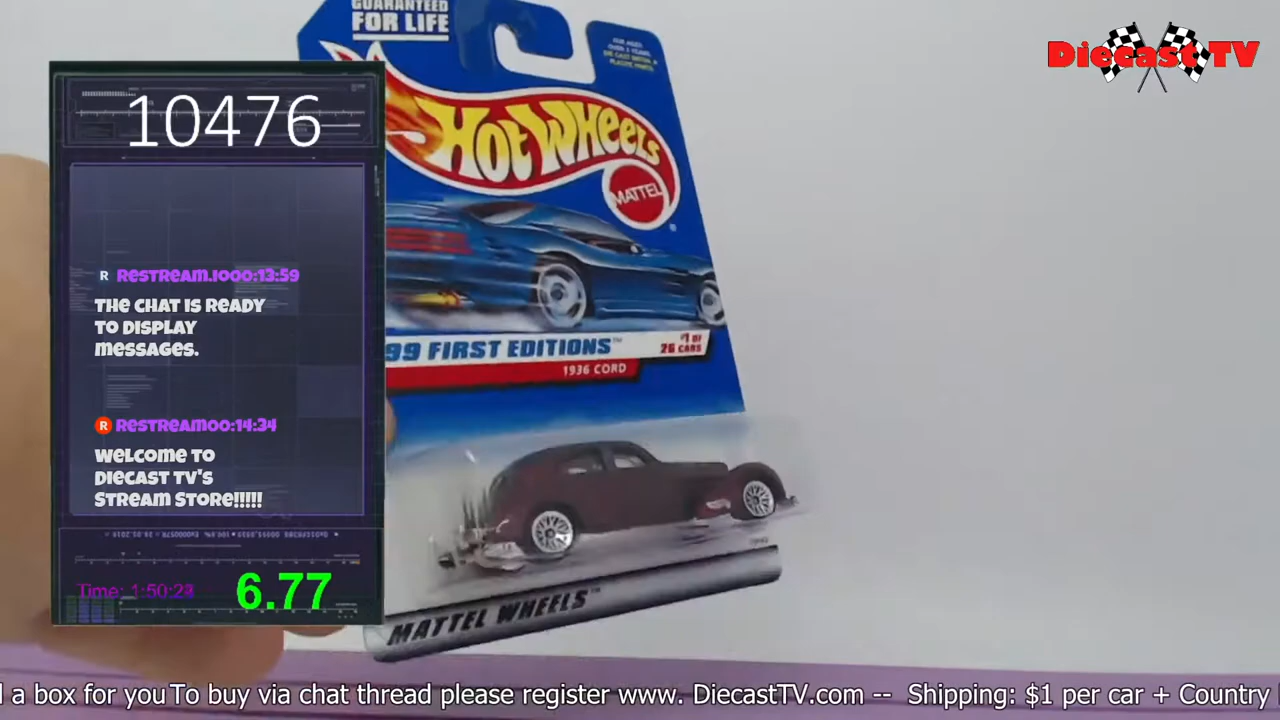 GUARANTEED
FOR LIFE
Diecast TV
10476
HOT WHEELS
MATTEL
®
R Restream.io00:13:59
THE CHAT IS READY
TO DISPLAY
MESSAGES.
99 FIRST EDITIONS™
#1 OF
26 CARS
1936 CORD
R Restream00:14:34
WELCOME TO
DIECAST TV'S
STREAM STORE!!!!!
Time: 1:50:28
6.77
MATTEL WHEELS™
a box for you To buy via chat thread please register www. DiecastTV.com -- Shipping: $1 per car + Country